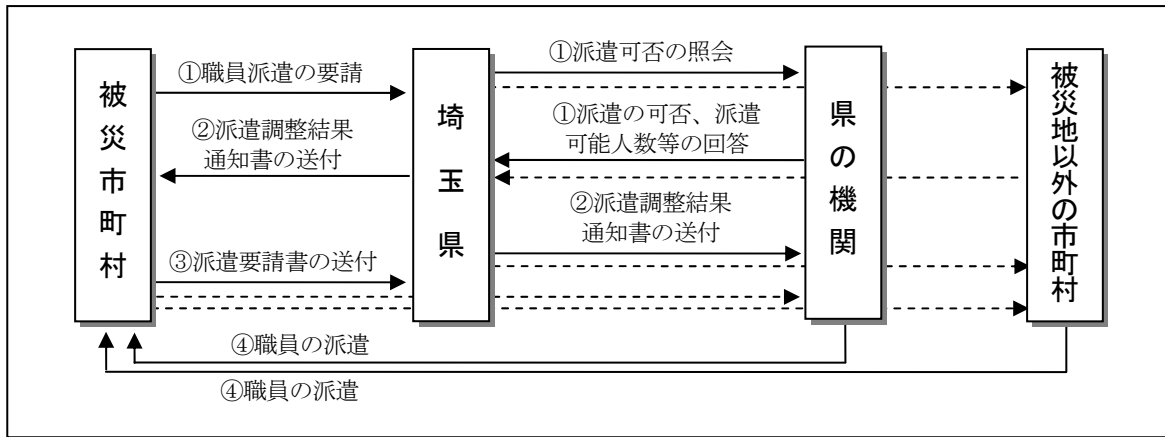 被災市町村
①職員派遣の要請
②派遣調整結果
通知書の送付
③派遣要請書の送付
埼玉県
①派遣可否の照会
①派遣の可否、派遣
可能人数等の回答
②派遣調整結果
通知書の送付
県の機関
被災地以外の市町村
④職員の派遣
④職員の派遣